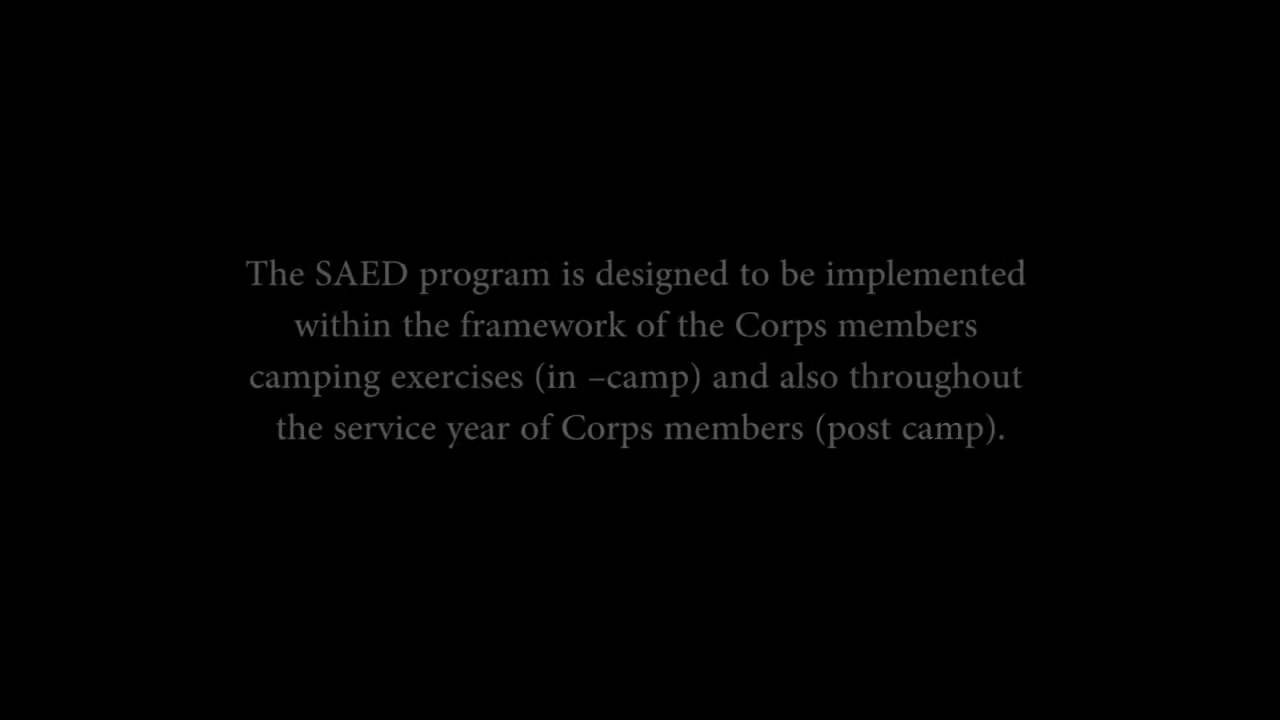 The SAED program is designed to be implemented
within the framework of the Corps members
camping exercises (in –camp) and also throughout
the service year of Corps members (post camp).